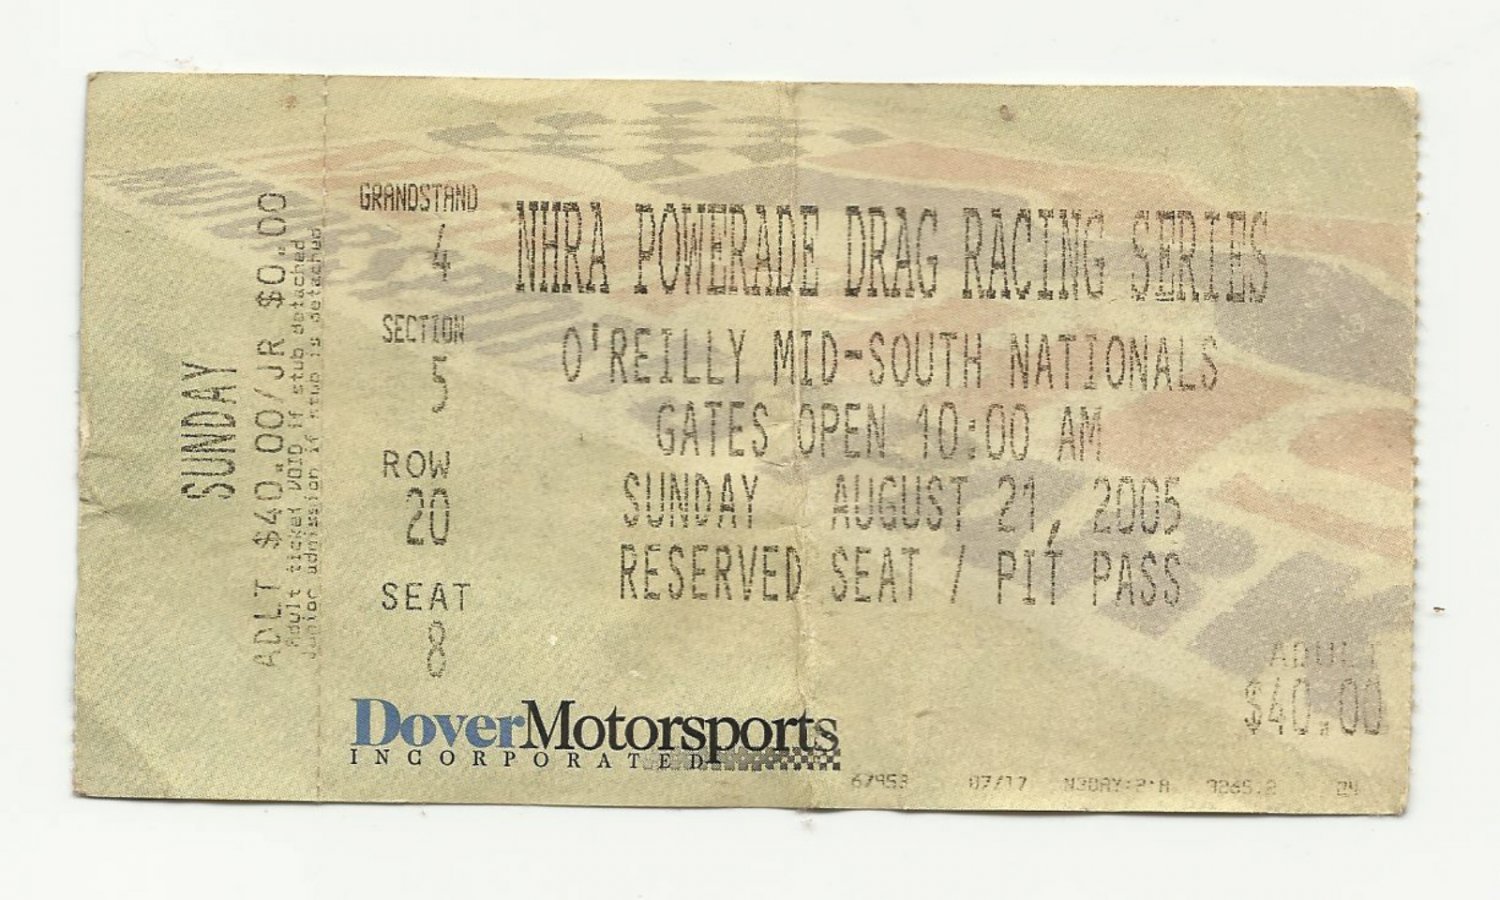 SUNDAY
ADLT $40.00/JR $0.00
Adult ticket VOID if stub detached
Junior admission if stub is detached
GRANDSTAND
4
SECTION
5
ROW
20
SEAT
8
NHRA POWERADE DRAG RACING SERIES
O'REILLY MID-SOUTH NATIONALS
GATES OPEN 10:00 AM
SUNDAY AUGUST 21, 2005
RESERVED SEAT / PIT PASS
ADULT
$40.00
DoverMotorsports
INCORPORATED
67953 07/17